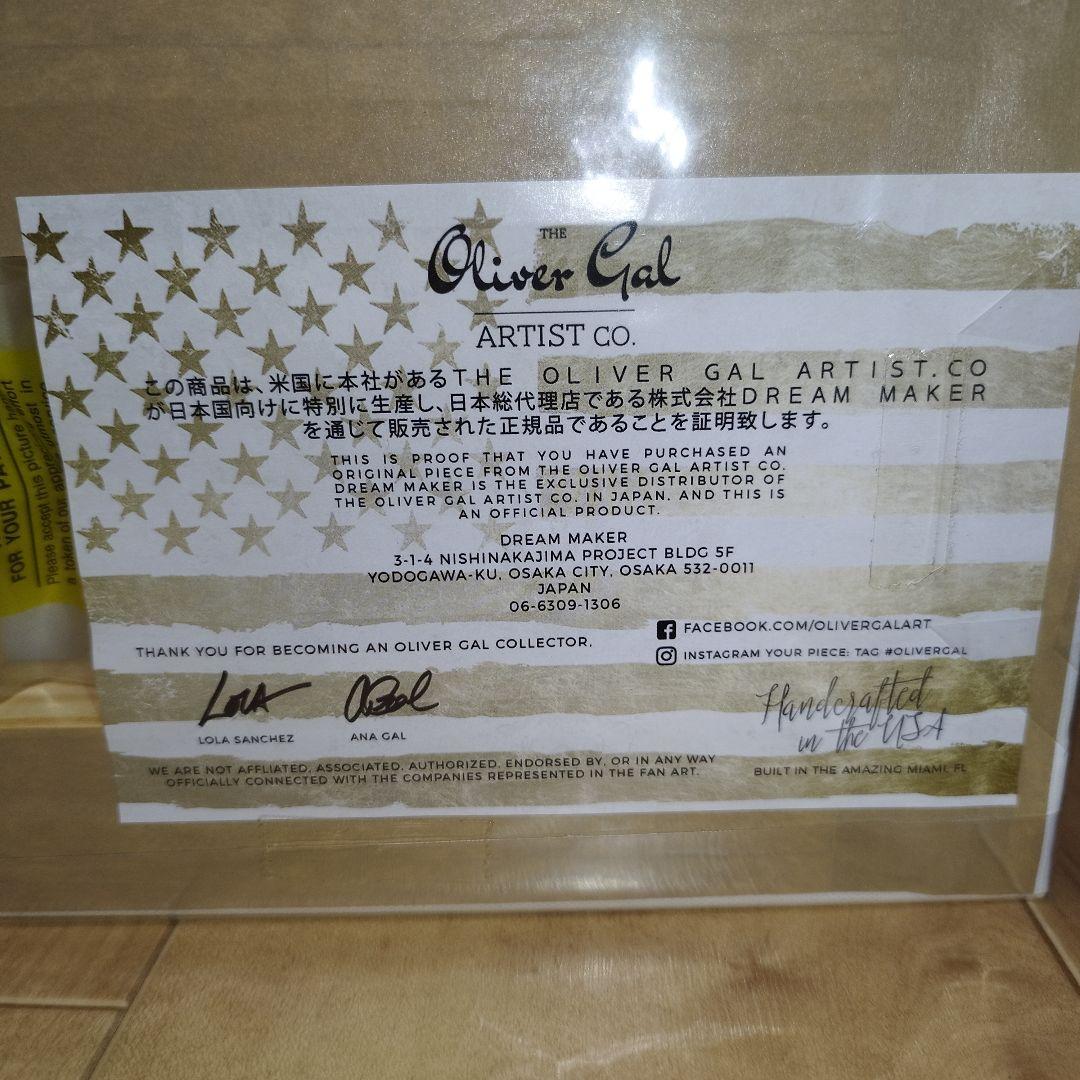 THE
Oliver Gal
ARTIST CO.
この商品は、米国に本社があるTHE OLIVER GAL ARTIST.CO
が日本国向けに特別に生産し、日本総代理店である株式会社DREAM MAKER
を通じて販売された正規品であることを証明致します。
THIS IS PROOF THAT YOU HAVE PURCHASED AN
ORIGINAL PIECE FROM THE OLIVER GAL ARTIST CO.
DREAM MAKER IS THE EXCLUSIVE DISTRIBUTOR OF
THE OLIVER GAL ARTIST CO. IN JAPAN. AND THIS IS
AN OFFICIAL PRODUCT.
DREAM MAKER
3-1-4 NISHINAKAJIMA PROJECT BLDG 5F
YODOGAWA-KU, OSAKA CITY, OSAKA 532-0011
JAPAN
06-6309-1306
FACEBOOK.COM/OLIVERGALART
THANK YOU FOR BECOMING AN OLIVER GAL COLLECTOR.
INSTAGRAM YOUR PIECE: TAG #OLIVERGAL
LOLA SANCHEZ
ANA GAL
Handcrafted
in the USA
WE ARE NOT AFFLIATED, ASSOCIATED, AUTHORIZED, ENDORSED BY, OR IN ANY WAY
OFFICIALLY CONNECTED WITH THE COMPANIES REPRESENTED IN THE FAN ART.
BUILT IN THE AMAZING MIAMI, FL
FOR YOUR
Please accept this picture
a token of our